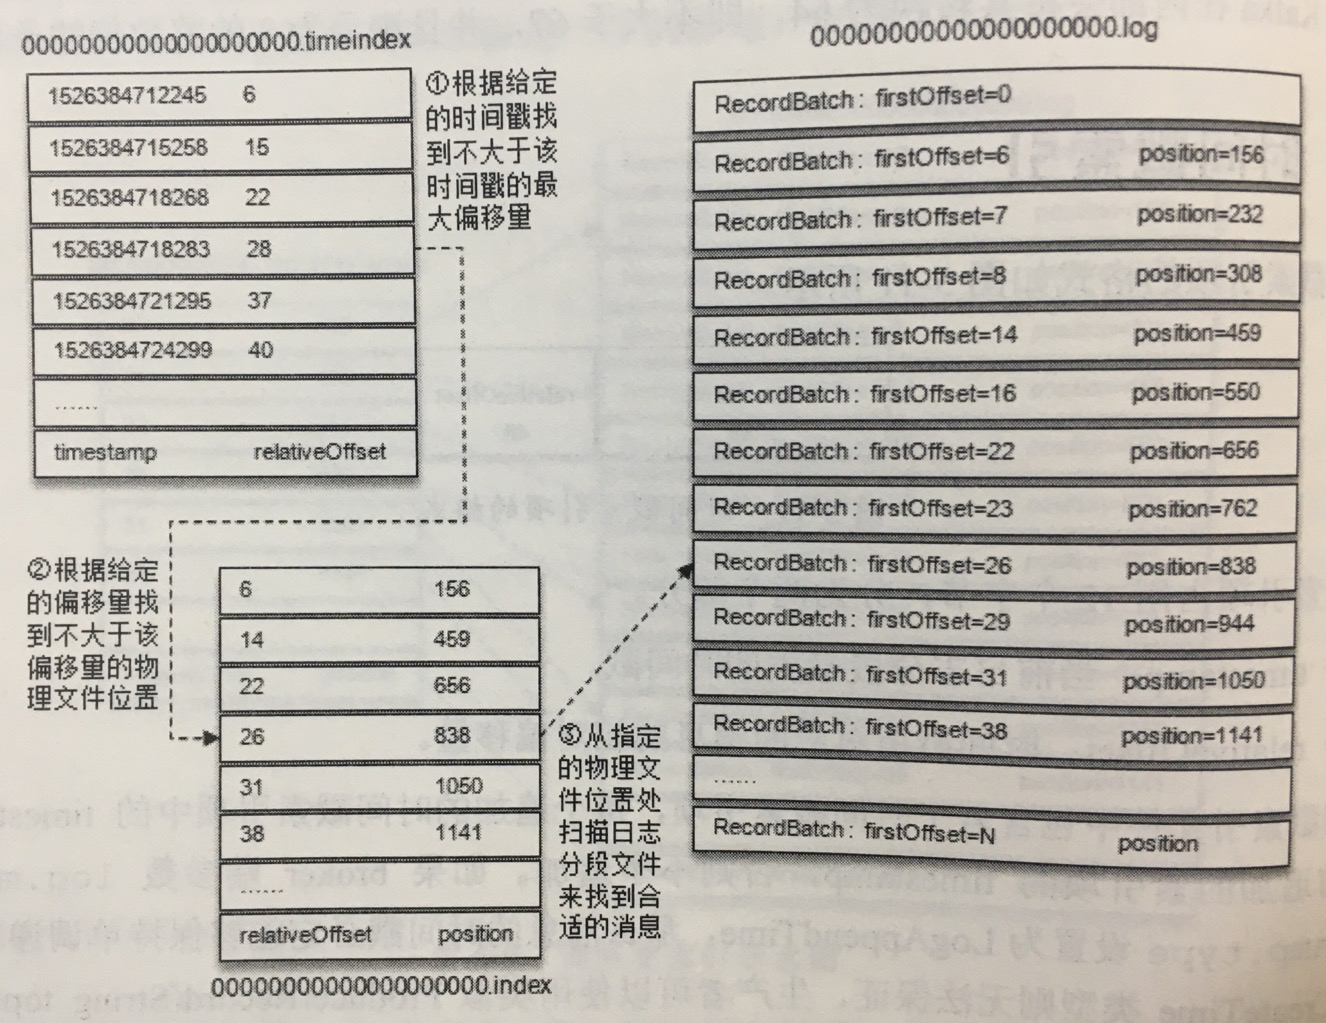 00000000000000000000.timeindex
1526384712245 6
1526384715258 15
1526384718268 22
1526384718283 28
1526384721295 37
1526384724299 40
……
timestamp relativeOffset
①根据给定
的时间戳找
到不大于该
时间戳的最
大偏移量
②根据给定
的偏移量找
到不大于该
偏移量的物
理文件位置
6 156
14 459
22 656
26 838
31 1050
38 1141
……
relativeOffset position
00000000000000000000.index
③从指定
的物理文
件位置处
扫描日志
分段文件
来找到合
适的消息
00000000000000000000.log
RecordBatch: firstOffset=0
RecordBatch: firstOffset=6 position=156
RecordBatch: firstOffset=7 position=232
RecordBatch: firstOffset=8 position=308
RecordBatch: firstOffset=14 position=459
RecordBatch: firstOffset=16 position=550
RecordBatch: firstOffset=22 position=656
RecordBatch: firstOffset=23 position=762
RecordBatch: firstOffset=26 position=838
RecordBatch: firstOffset=29 position=944
RecordBatch: firstOffset=31 position=1050
RecordBatch: firstOffset=38 position=1141
……
RecordBatch: firstOffset=N position